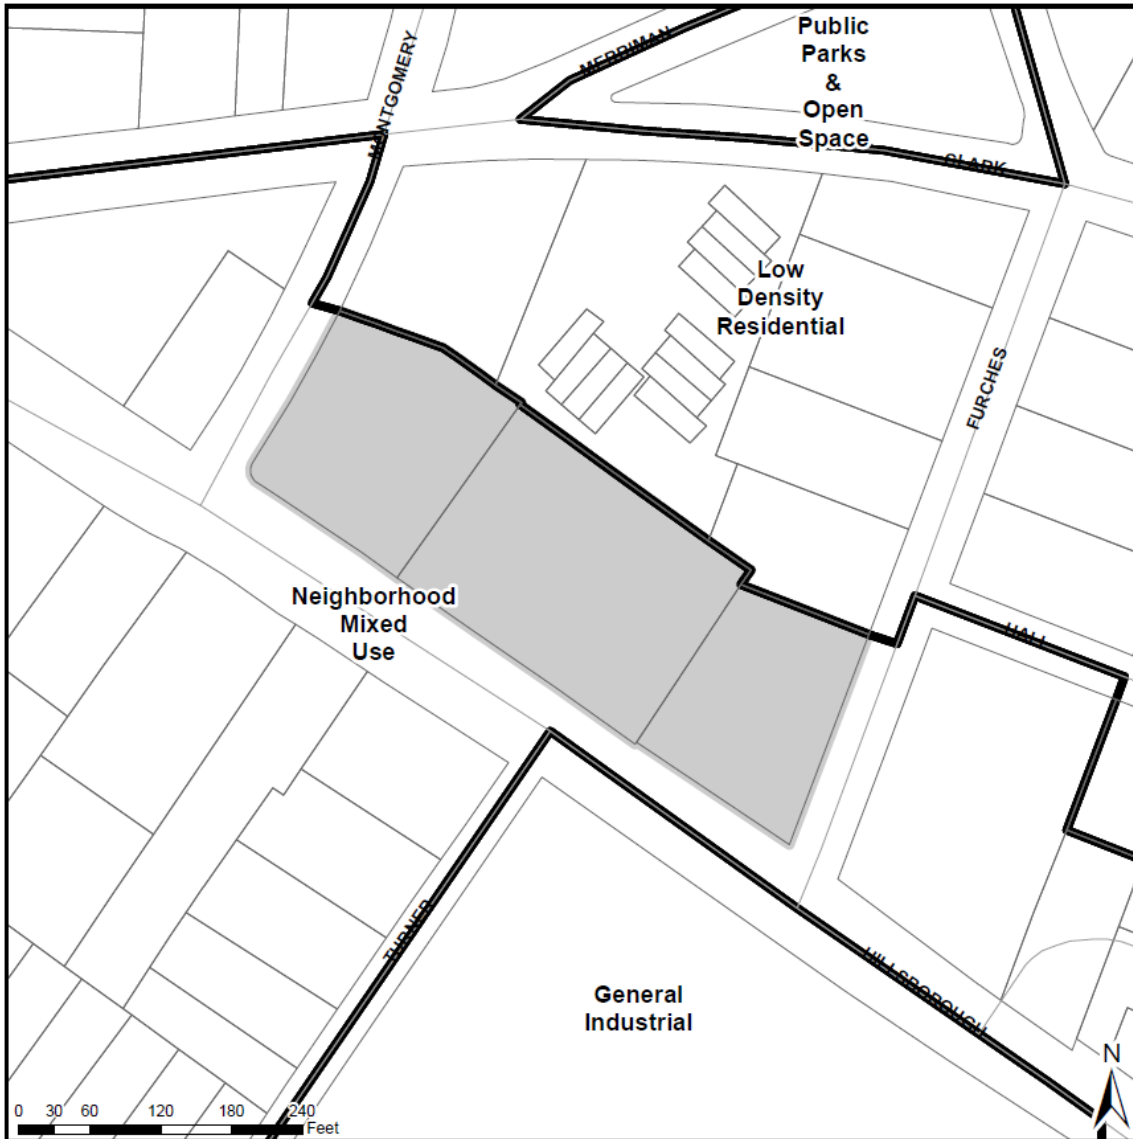 Public
Parks
&
Open
Space
MERRIMAN
MONTGOMERY
CLARK
Low
Density
Residential
FURCHES
Neighborhood
Mixed
Use
HALL
TURNER
HILLSBOROUGH
General
Industrial
N
0 30 60 120 180 240
Feet